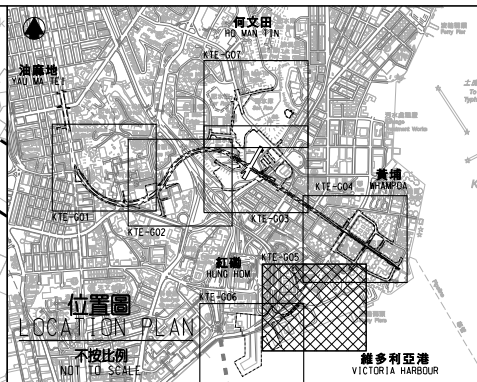 何文田
HO MAN TIN
KTE-G07
油麻地
YAU MA TEI
黃埔
WHAMPOA
KTE-G04
KTE-G01
KTE-G02
KTE-G03
紅磡
HUNG HOM
KTE-G05
KTE-G06
位置圖
LOCATION PLAN
不按比例
NOT TO SCALE
維多利亞港
VICTORIA HARBOUR